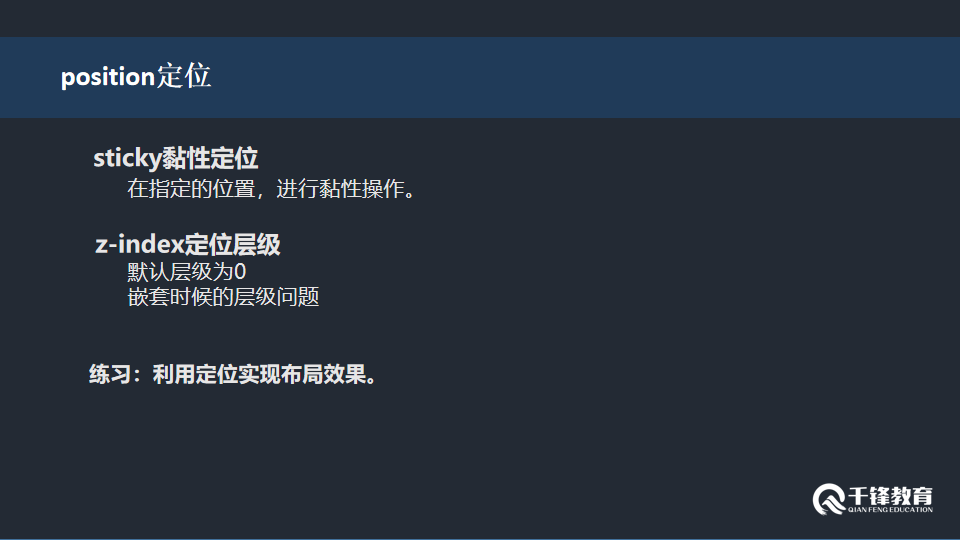 position定位
sticky黏性定位
在指定的位置，进行黏性操作。
z-index定位层级
默认层级为0
嵌套时候的层级问题
练习：利用定位实现布局效果。
千锋教育
QIAN FENG EDUCATION